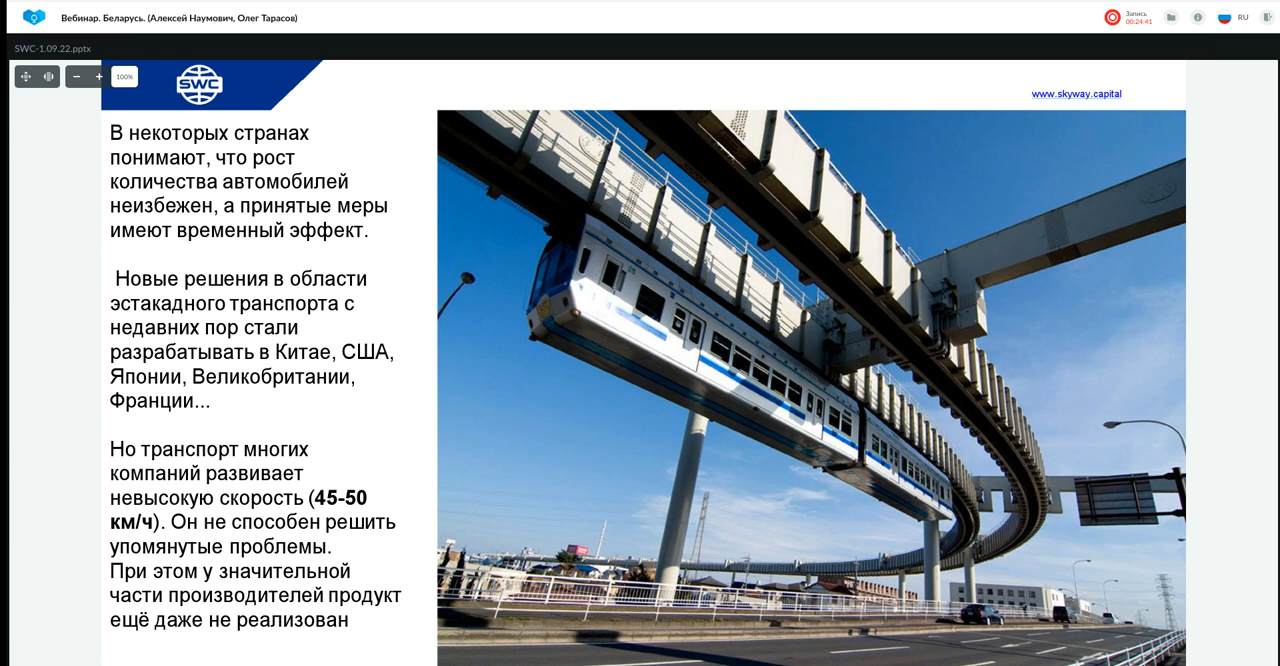 Вебинар. Беларусь. (Алексей Наумович, Олег Тарасов)
Запись
00:24:41
RU
SWC-1.09.22.pptx
100%
SWC
www.skyway.capital
В некоторых странах
понимают, что рост
количества автомобилей
неизбежен, а принятые меры
имеют временный эффект.
Новые решения в области
эстакадного транспорта с
недавних пор стали
разрабатывать в Китае, США,
Японии, Великобритании,
Франции...
Но транспорт многих
компаний развивает
невысокую скорость (45-50
км/ч). Он не способен решить
упомянутые проблемы.
При этом у значительной
части производителей продукт
ещё даже не реализован